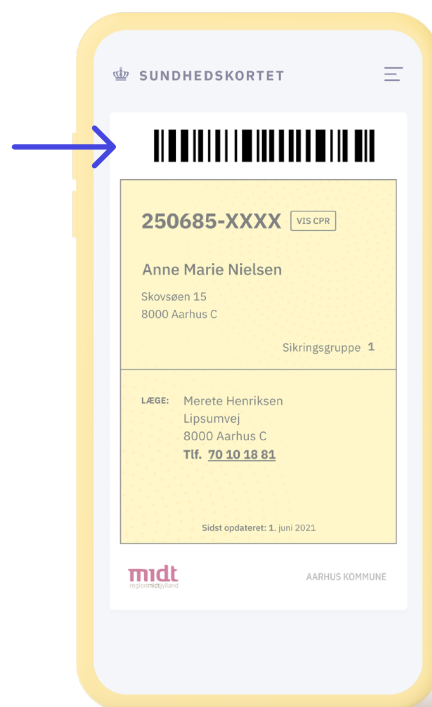 SUNDHEDSKORTET
250685-XXXX VIS CPR
Anne Marie Nielsen
Skovsøen 15
8000 Aarhus C
Sikringsgruppe 1
LÆGE: Merete Henriksen
Lipsumvej
8000 Aarhus C
Tlf. 70 10 18 81
Sidst opdateret: 1. juni 2021
midt
regionmidtjylland
AARHUS KOMMUNE